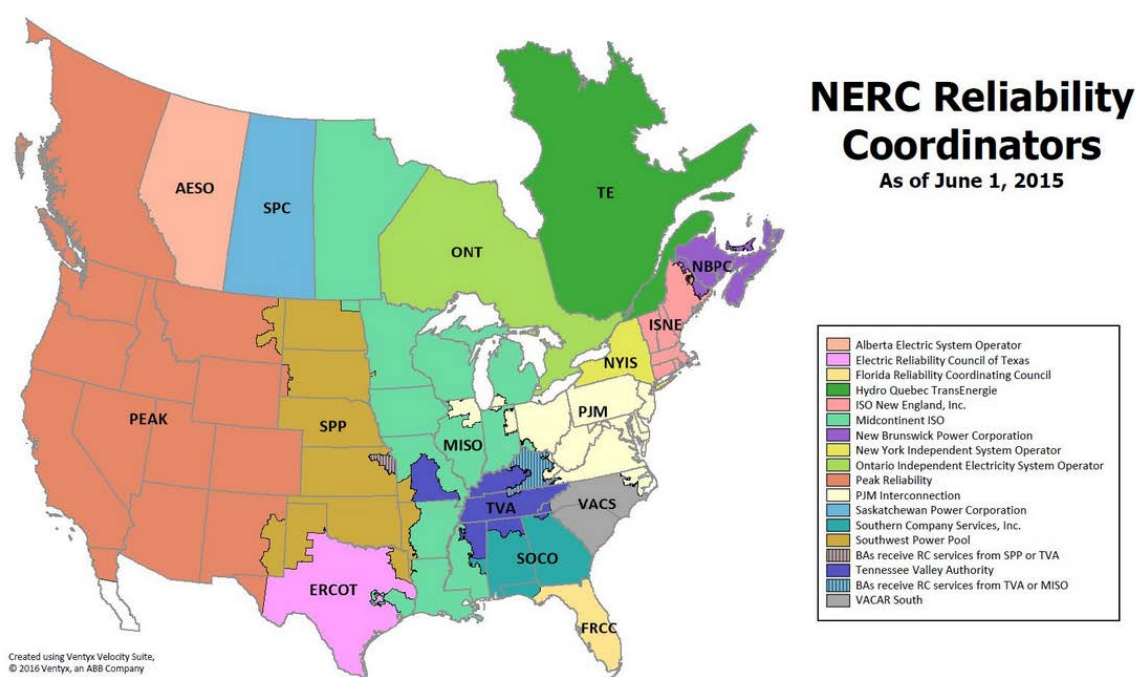 NERC Reliability
Coordinators
As of June 1, 2015
AESO
SPC
ONT
TE
NBPC
ISNE
NYIS
PJM
PEAK
SPP
MISO
TVA
VACS
SOCO
ERCOT
FRCC
Alberta Electric System Operator
Electric Reliability Council of Texas
Florida Reliability Coordinating Council
Hydro Quebec TransEnergie
ISO New England, Inc.
Midcontinent ISO
New Brunswick Power Corporation
New York Independent System Operator
Ontario Independent Electricity System Operator
Peak Reliability
PJM Interconnection
Saskatchewan Power Corporation
Southern Company Services, Inc.
Southwest Power Pool
BAs receive RC services from SPP or TVA
Tennessee Valley Authority
BAs receive RC services from TVA or MISO
VACAR South
Created using Ventyx Velocity Suite,
© 2016 Ventyx, an ABB Company